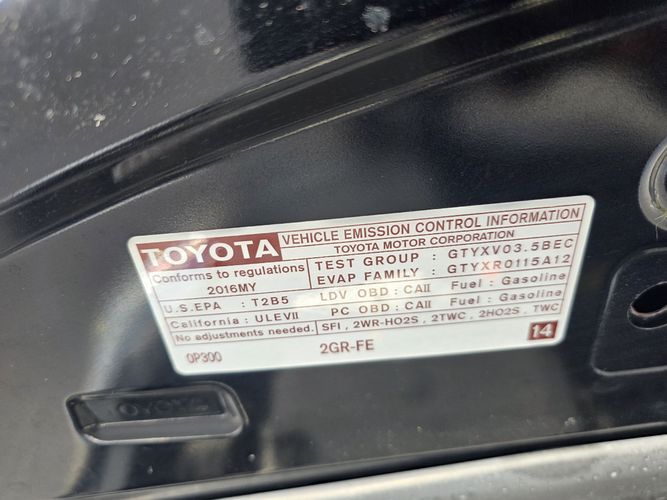 TOYOTA VEHICLE EMISSION CONTROL INFORMATION
TOYOTA MOTOR CORPORATION
Conforms to regulations
2016MY
TEST GROUP : GTYXV03.5BEC
EVAP FAMILY : GTYXR0115A12
U.S.EPA : T2B5
LDV OBD : CAII Fuel : Gasoline
California : ULEVII
PC OBD : CAII Fuel : Gasoline
No adjustments needed.
SFI , 2WR-HO2S , 2TWC , 2HO2S , TWC
0P300
2GR-FE
14
TOYOTA